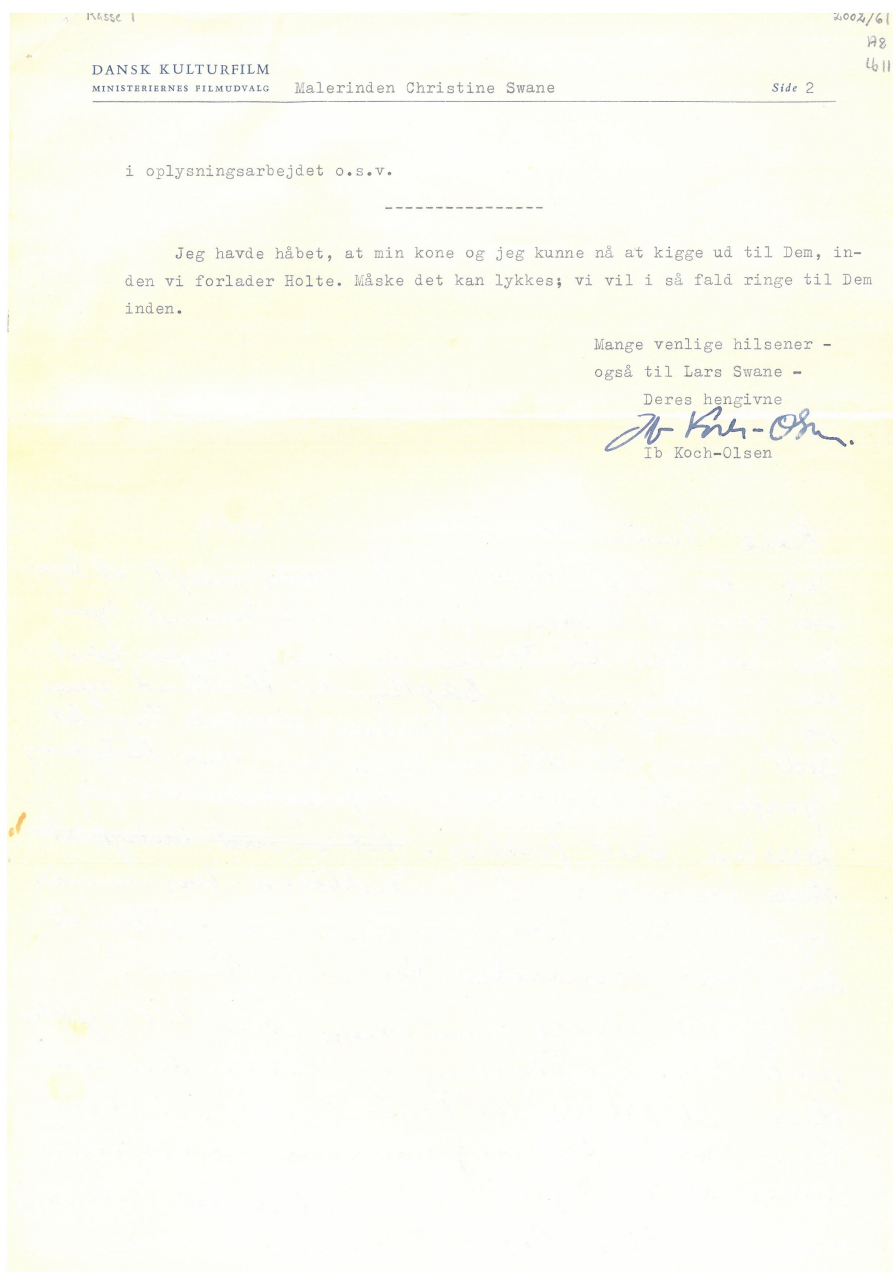 Kasse 1
2002/61
A8
DANSK KULTURFILM
MINISTERIERNES FILMUDVALG Malerinden Christine Swane Side 2
i oplysningsarbejdet o.s.v.
----------------
Jeg havde håbet, at min kone og jeg kunne nå at kigge ud til Dem, in-
den vi forlader Holte. Måske det kan lykkes; vi vil i så fald ringe til Dem
inden.
Mange venlige hilsener -
også til Lars Swane -
Deres hengivne
Ib Koch-Olsen.
Ib Koch-Olsen